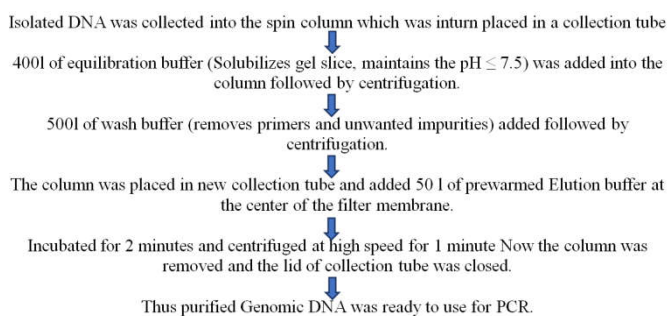 Isolated DNA was collected into the spin column which was inturn placed in a collection tube
400l of equilibration buffer (Solubilizes gel slice, maintains the pH ≤ 7.5) was added into the
column followed by centrifugation.
500l of wash buffer (removes primers and unwanted impurities) added followed by
centrifugation.
The column was placed in new collection tube and added 50 l of prewarmed Elution buffer at
the center of the filter membrane.
Incubated for 2 minutes and centrifuged at high speed for 1 minute Now the column was
removed and the lid of collection tube was closed.
Thus purified Genomic DNA was ready to use for PCR.